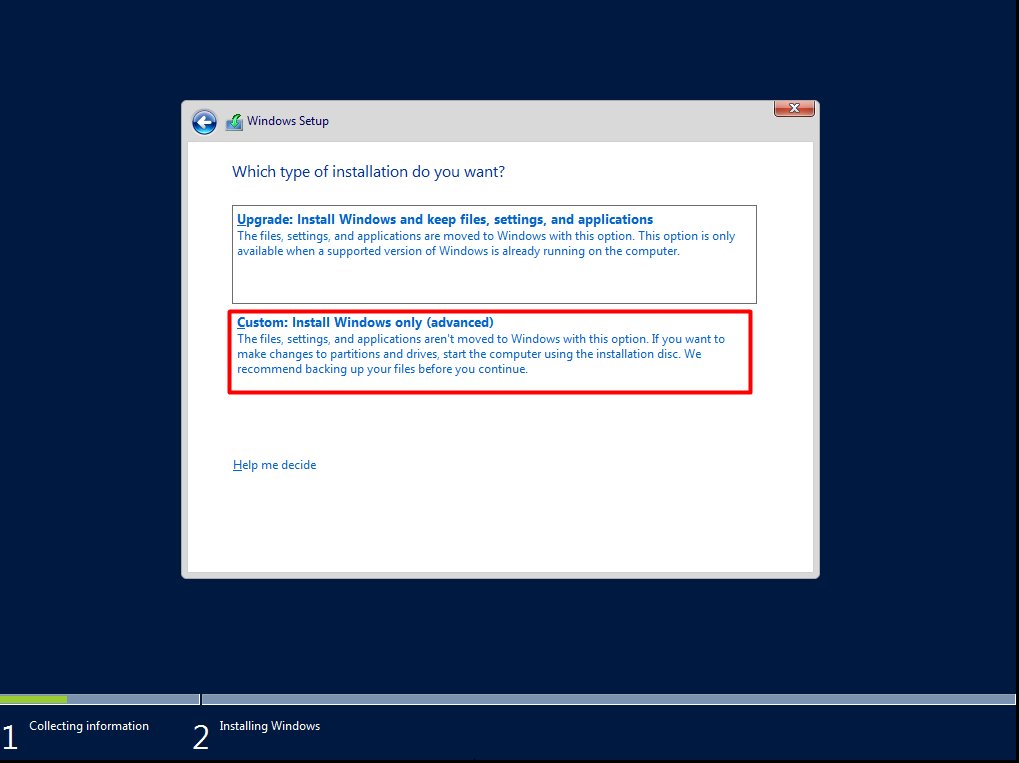 Windows Setup
Which type of installation do you want?
Upgrade: Install Windows and keep files, settings, and applications
The files, settings, and applications are moved to Windows with this option. This option is only
available when a supported version of Windows is already running on the computer.
Custom: Install Windows only (advanced)
The files, settings, and applications aren't moved to Windows with this option. If you want to
make changes to partitions and drives, start the computer using the installation disc. We
recommend backing up your files before you continue.
Help me decide
1 Collecting information
2 Installing Windows